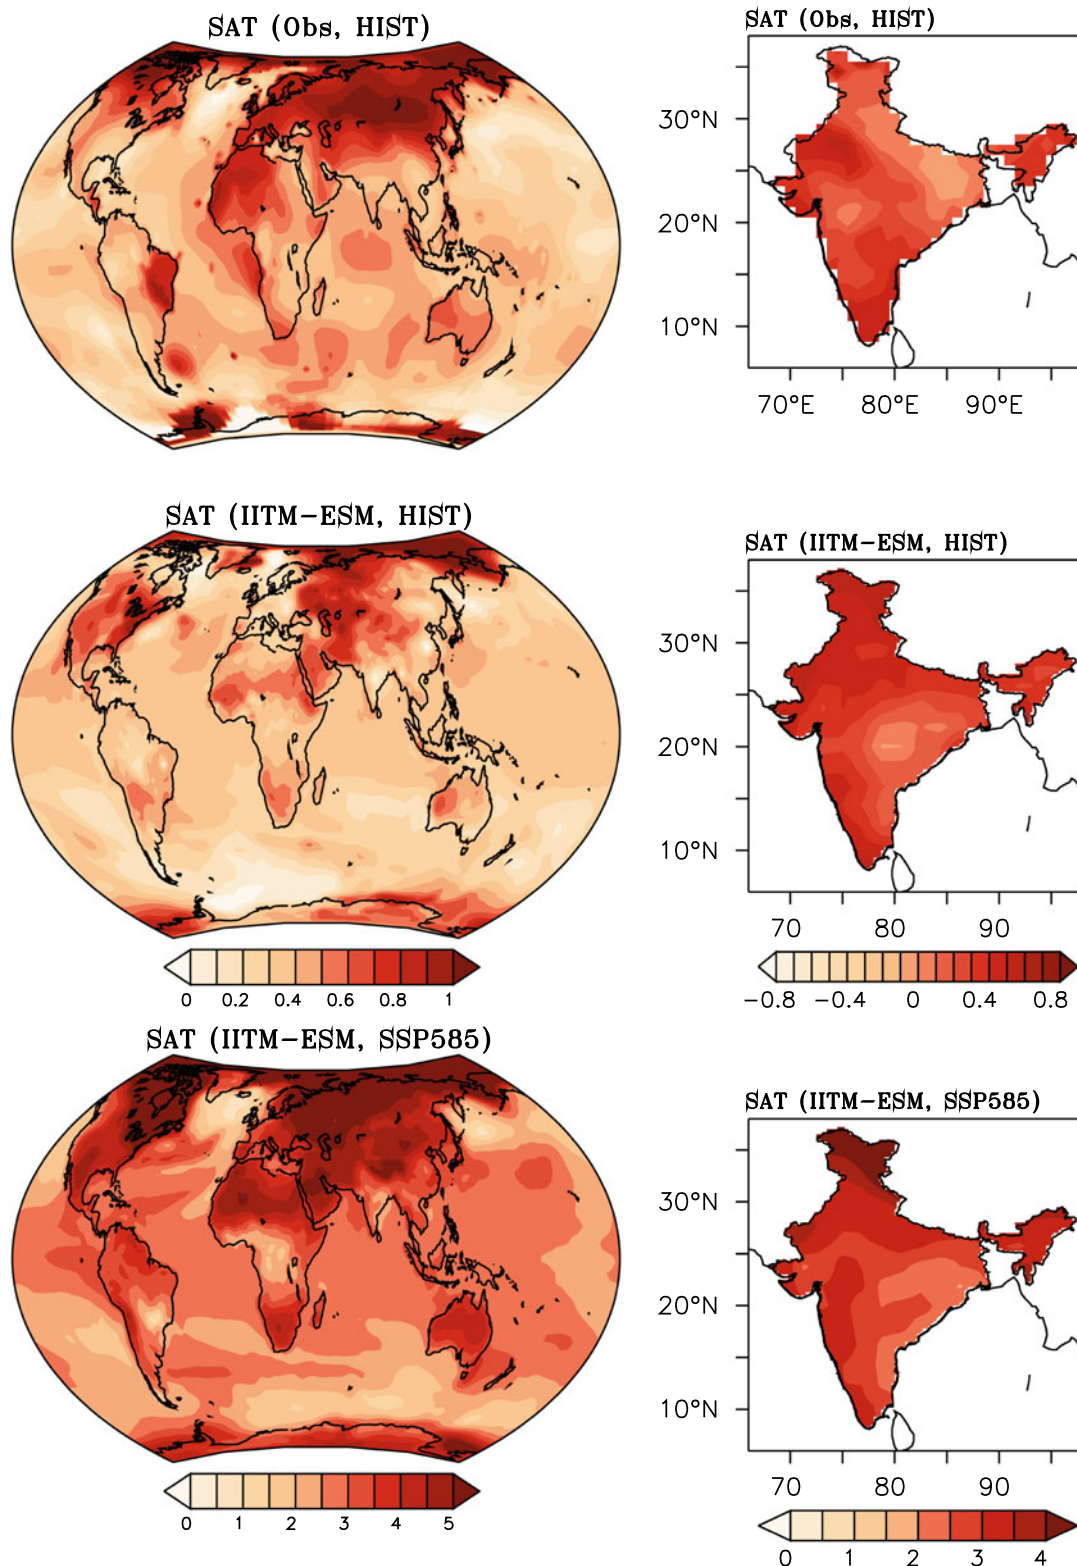 SAT (Obs, HIST)
SAT (Obs, HIST)
30°N
20°N
10°N
70°E 80°E 90°E
SAT (IITM-ESM, HIST)
SAT (IITM-ESM, HIST)
30°N
20°N
10°N
70 80 90
0 0.2 0.4 0.6 0.8 1
-0.8 -0.4 0 0.4 0.8
SAT (IITM-ESM, SSP585)
SAT (IITM-ESM, SSP585)
30°N
20°N
10°N
70 80 90
0 1 2 3 4 5
0 1 2 3 4